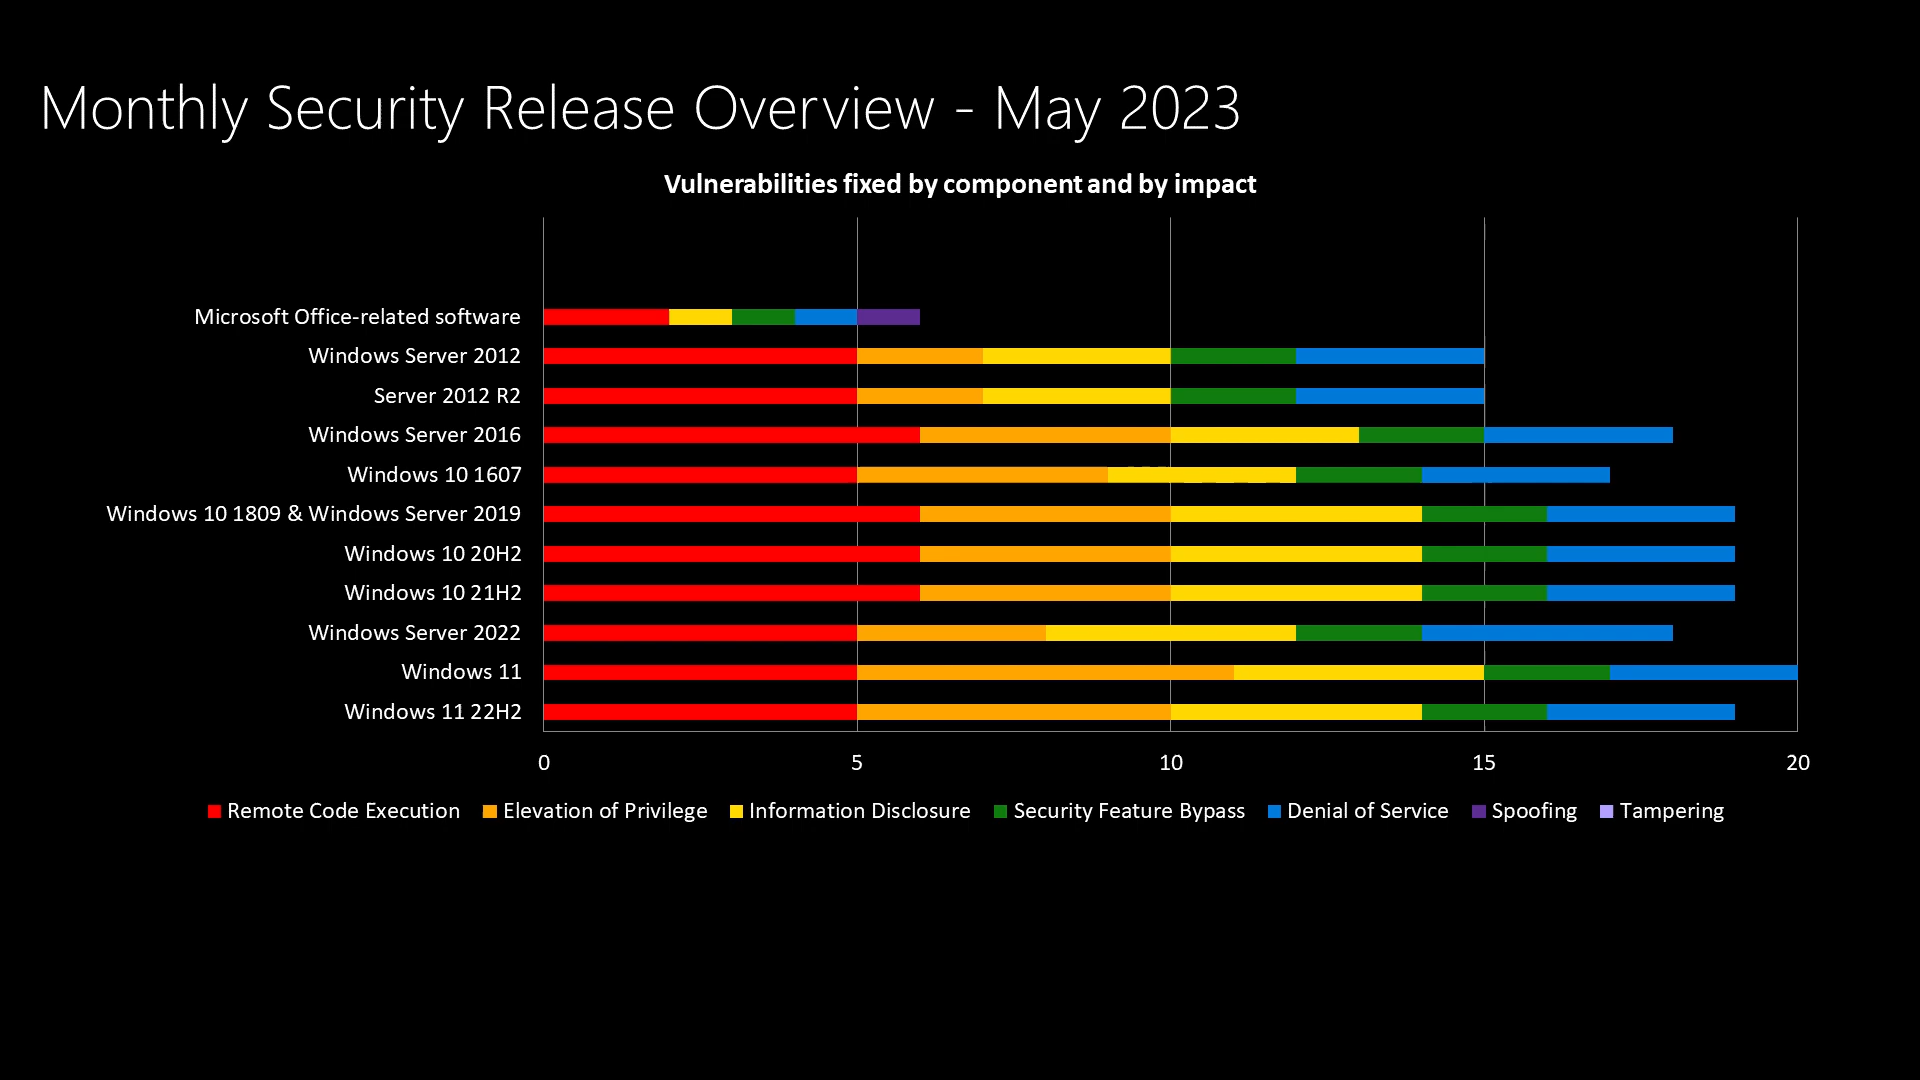 Monthly Security Release Overview - May 2023
Vulnerabilities fixed by component and by impact
Microsoft Office-related software
Windows Server 2012
Server 2012 R2
Windows Server 2016
Windows 10 1607
Windows 10 1809 & Windows Server 2019
Windows 10 20H2
Windows 10 21H2
Windows Server 2022
Windows 11
Windows 11 22H2
0 5 10 15 20
Remote Code Execution Elevation of Privilege Information Disclosure Security Feature Bypass Denial of Service Spoofing Tampering